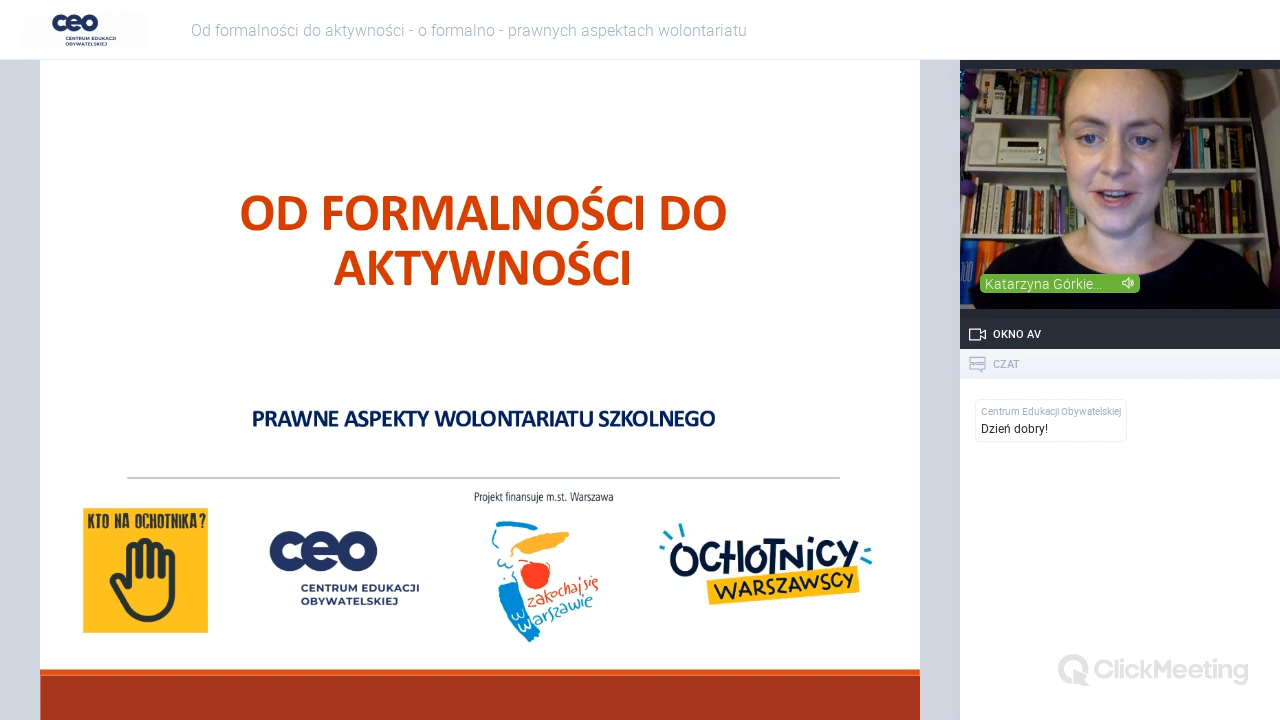 ceo
CENTRUM EDUKACJI
OBYWATELSKIEJ
Od formalności do aktywności - o formalno - prawnych aspektach wolontariatu
OD FORMALNOŚCI DO
AKTYWNOŚCI
PRAWNE ASPEKTY WOLONTARIATU SZKOLNEGO
Projekt finansuje m.st. Warszawa
KTO NA OCHOTNIKA?
ceo
CENTRUM EDUKACJI
OBYWATELSKIEJ
zakochaj się
w warszawie
OCHOTNICY
WARSZAWSCY
Katarzyna Górkie...
OKNO AV
CZAT
Centrum Edukacji Obywatelskiej
Dzień dobry!
ClickMeeting